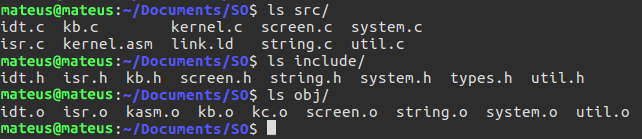 mateus@mateus:~/Documents/SO$ ls src/
idt.c  kb.c        kernel.c  screen.c  system.c
isr.c  kernel.asm  link.ld   string.c  util.c
mateus@mateus:~/Documents/SO$ ls include/
idt.h  isr.h  kb.h  screen.h  string.h  system.h  types.h  util.h
mateus@mateus:~/Documents/SO$ ls obj/
idt.o  isr.o  kasm.o  kb.o  kc.o  screen.o  string.o  system.o  util.o
mateus@mateus:~/Documents/SO$